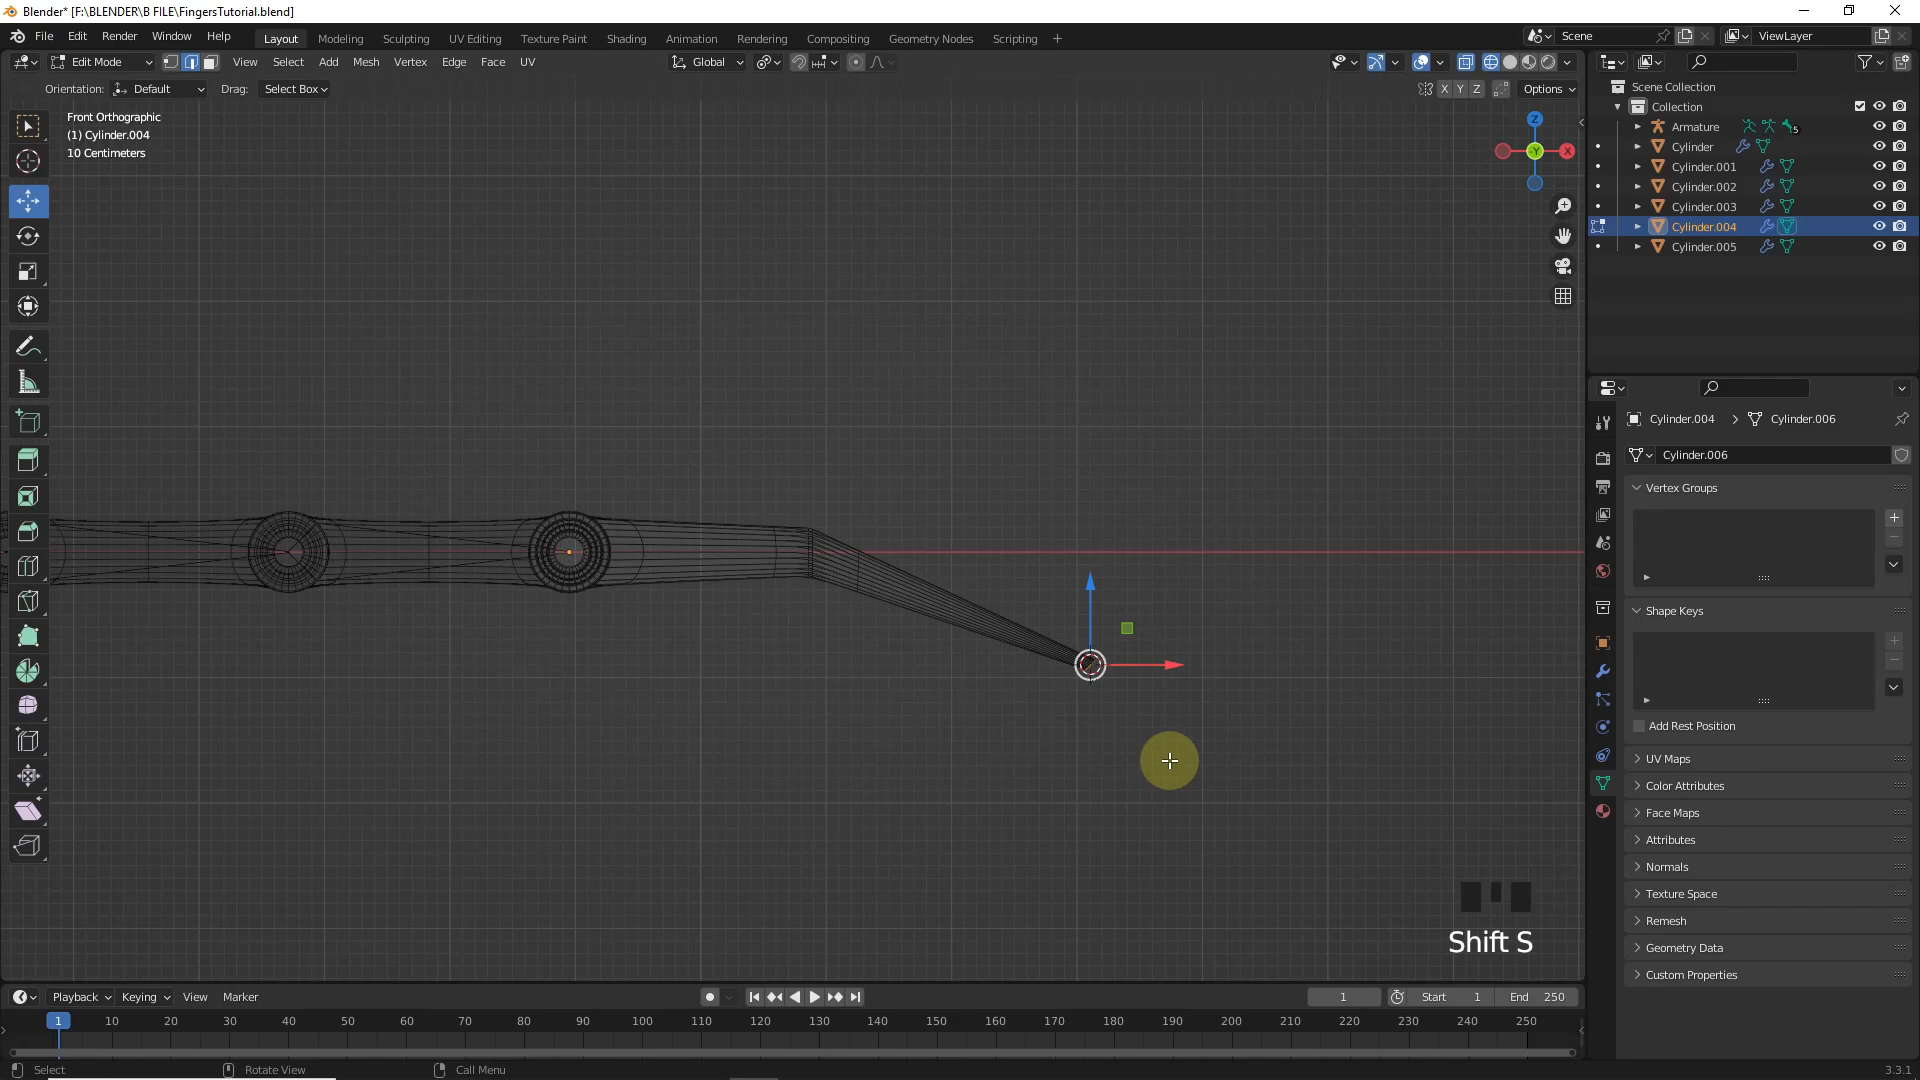 Blender* [F:\BLENDER\B FILE\FingersTutorial.blend]
File Edit Render Window Help Layout Modeling Sculpting UV Editing Texture Paint Shading Animation Rendering Compositing Geometry Nodes Scripting + Scene ViewLayer
Edit Mode View Select Add Mesh Vertex Edge Face UV Global
Orientation: Default Drag: Select Box X Y Z Options
Front Orthographic
(1) Cylinder.004
10 Centimeters
Z
Y
X
Shift S
Scene Collection
Collection
Armature 5
Cylinder
Cylinder.001
Cylinder.002
Cylinder.003
Cylinder.004
Cylinder.005
Cylinder.004 > Cylinder.006
Cylinder.006
Vertex Groups
Shape Keys
Add Rest Position
UV Maps
Color Attributes
Face Maps
Attributes
Normals
Texture Space
Remesh
Geometry Data
Custom Properties
Playback Keying View Marker 1 Start 1 End 250
1 10 20 30 40 50 60 70 80 90 100 110 120 130 140 150 160 170 180 190 200 210 220 230 240 250
Select Rotate View Call Menu 3.3.1